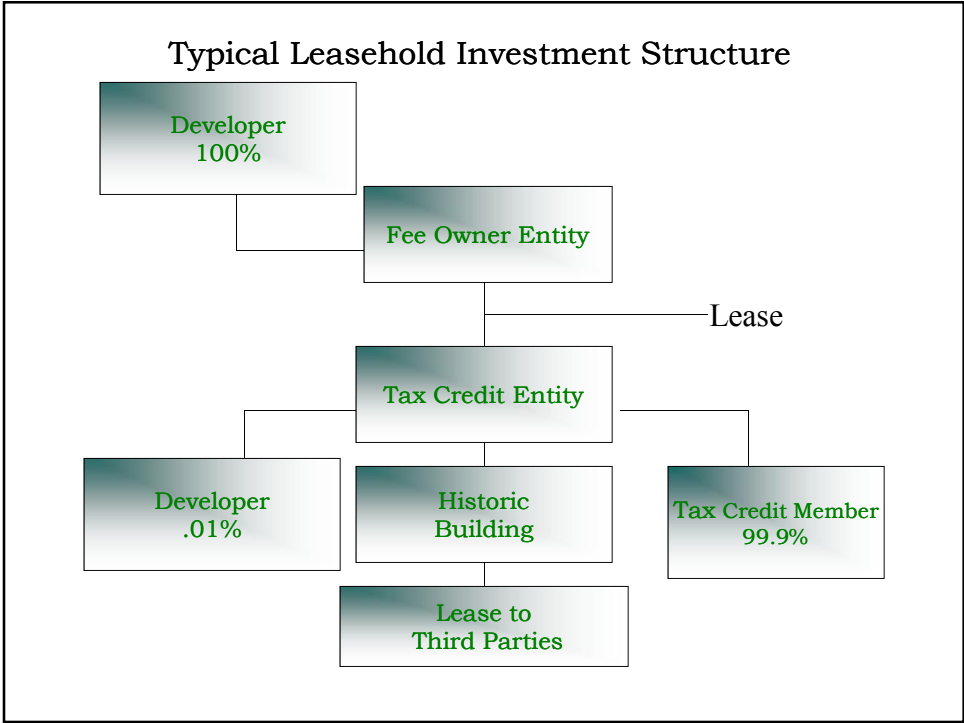 Typical Leasehold Investment Structure
Developer
100%
Fee Owner Entity
Lease
Tax Credit Entity
Developer
.01%
Historic
Building
Tax Credit Member
99.9%
Lease to
Third Parties